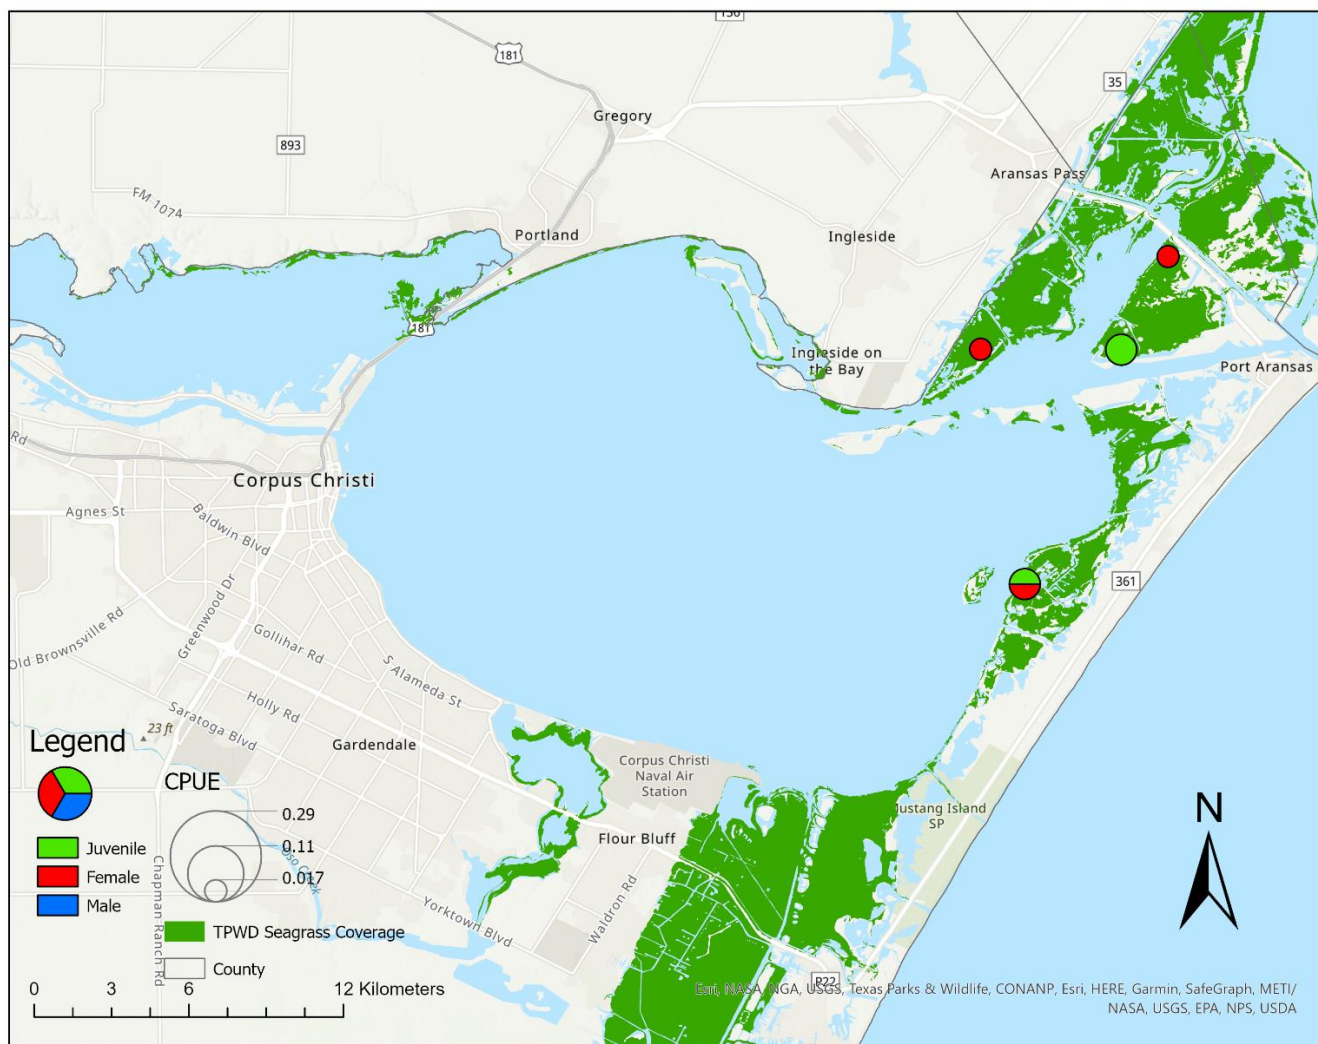 136
181
35
Gregory
893
Aransas Pass
FM 1074
Portland
Ingleside
181
Ingleside on
the Bay
Port Aransas
Rd
Corpus Christi
Agnes St
Baldwin Blvd
361
Greenwood Dr
Old Brownsville Rd
Gollihar Rd
S Alameda St
Holly Rd
Saratoga Blvd
23 ft
Legend
Gardendale
Corpus Christi
Naval Air
Station
CPUE
N
0.29
Mustang Island
SP
0.11
Flour Bluff
Juvenile
0.017
Female
Oso Creek
Male
Chapman Ranch Rd
Yorktown Blvd
Waldron Rd
TPWD Seagrass Coverage
County
P22
0 3 6 12 Kilometers
Esri, NASA, NGA, USGS, Texas Parks & Wildlife, CONANP, Esri, HERE, Garmin, SafeGraph, METI/
NASA, USGS, EPA, NPS, USDA